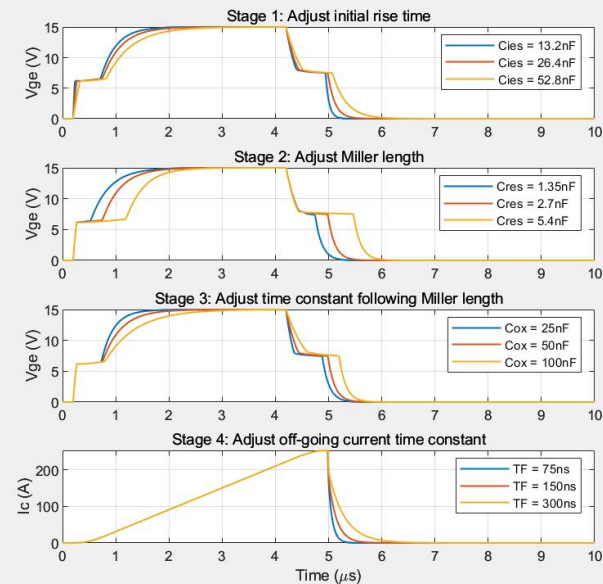 Stage 1: Adjust initial rise time
Vge (V)
15
10
5
0
Cies = 13.2nF
Cies = 26.4nF
Cies = 52.8nF
0 1 2 3 4 5 6 7 8 9 10
Stage 2: Adjust Miller length
Vge (V)
15
10
5
0
Cres = 1.35nF
Cres = 2.7nF
Cres = 5.4nF
0 1 2 3 4 5 6 7 8 9 10
Stage 3: Adjust time constant following Miller length
Vge (V)
15
10
5
0
Cox = 25nF
Cox = 50nF
Cox = 100nF
0 1 2 3 4 5 6 7 8 9 10
Stage 4: Adjust off-going current time constant
Ic (A)
200
100
0
TF = 75ns
TF = 150ns
TF = 300ns
0 1 2 3 4 5 6 7 8 9 10
Time (μs)